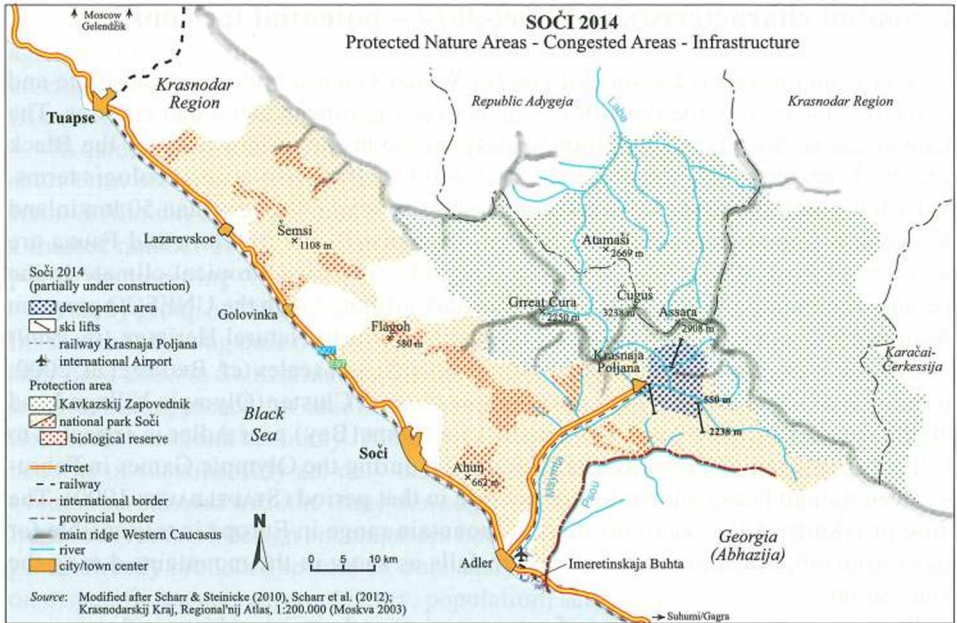 SOČI 2014
Protected Nature Areas - Congested Areas - Infrastructure
Moscow
Gelendžik
Krasnodar
Region
Republic Adygeja
Krasnodar Region
Tuapse
Laba
Šemsi
1108 m
Lazarevskoe
Atamaši
2669 m
Soči 2014
(partially under construction)
development area
ski lifts
railway Krasnaja Poljana
international Airport
Protection area
Kavkazskij Zapovednik
national park Soči
biological reserve
street
railway
international border
provincial border
main ridge Western Caucasus
river
city/town center
Golovinka
Flagoh
580 m
Grreat Čura
2250 m
Čuguš
3238 m
Assara
2908 m
Krasnaja
Poljana
550 m
2238 m
Karačai-
Čerkessija
Black
Sea
Soči
Ahun
662 m
Mzymta
Psou
Georgia
(Abhazija)
N
0 5 10 km
Adler
Imeretinskaja Buhta
Suhumi/Gagra
Source: Modified after Scharr & Steinicke (2010), Scharr et al. (2012);
Krasnodarskij Kraj, Regional'nij Atlas, 1:200.000 (Moskva 2003)